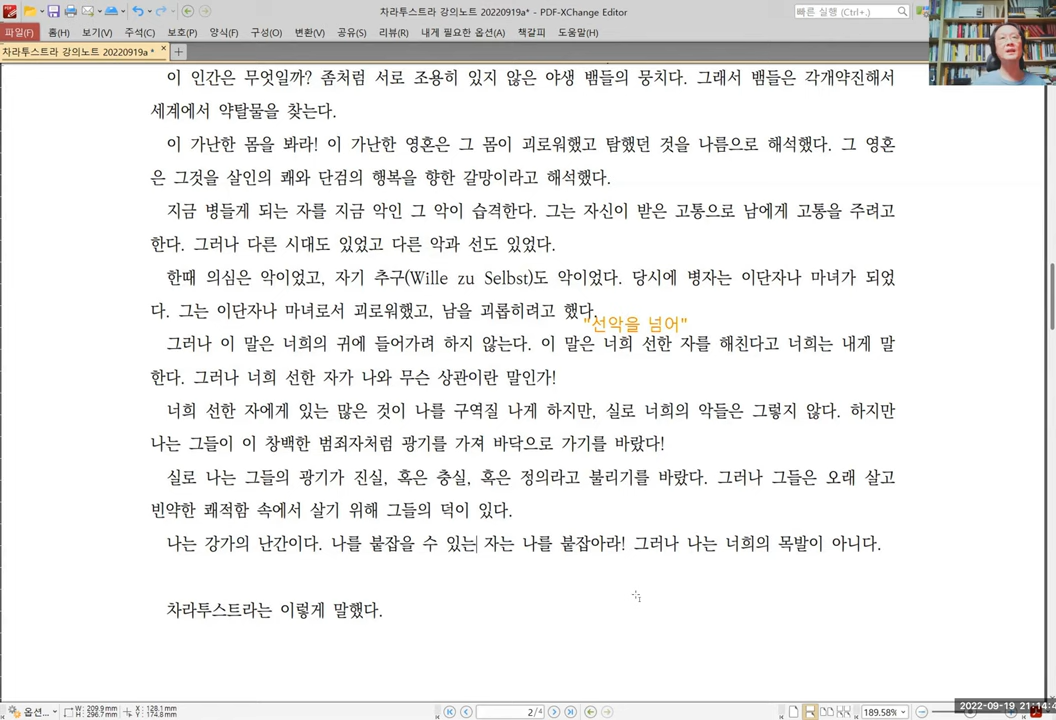 차라투스트라 강의노트 20220919a* - PDF-XChange Editor
빠른 실행 (Ctrl+.)
파일(F) 홈(H) 보기(V) 주석(C) 보호(P) 양식(F) 구성(O) 변환(V) 공유(S) 리뷰(R) 내게 필요한 옵션(A) 책갈피 도움말(H)
차라투스트라 강의노트 20220919a *
이 인간은 무엇일까? 좀처럼 서로 조용히 있지 않은 야생 뱀들의 뭉치다. 그래서 뱀들은 각개약진해서
세계에서 약탈물을 찾는다.
이 가난한 몸을 봐라! 이 가난한 영혼은 그 몸이 괴로워했고 탐했던 것을 나름으로 해석했다. 그 영혼
은 그것을 살인의 쾌와 단검의 행복을 향한 갈망이라고 해석했다.
지금 병들게 되는 자를 지금 악인 그 악이 습격한다. 그는 자신이 받은 고통으로 남에게 고통을 주려고
한다. 그러나 다른 시대도 있었고 다른 악과 선도 있었다.
한때 의심은 악이었고, 자기 추구(Wille zu Selbst)도 악이었다. 당시에 병자는 이단자나 마녀가 되었
다. 그는 이단자나 마녀로서 괴로워했고, 남을 괴롭히려고 했다.
"선악을 넘어"
그러나 이 말은 너희의 귀에 들어가려 하지 않는다. 이 말은 너희 선한 자를 해친다고 너희는 내게 말
한다. 그러나 너희 선한 자가 나와 무슨 상관이란 말인가!
너희 선한 자에게 있는 많은 것이 나를 구역질 나게 하지만, 실로 너희의 악들은 그렇지 않다. 하지만
나는 그들이 이 창백한 범죄자처럼 광기를 가져 바닥으로 가기를 바랐다!
실로 나는 그들의 광기가 진실, 혹은 충실, 혹은 정의라고 불리기를 바랐다. 그러나 그들은 오래 살고
빈약한 쾌적함 속에서 살기 위해 그들의 덕이 있다.
나는 강가의 난간이다. 나를 붙잡을 수 있는 자는 나를 붙잡아라! 그러나 나는 너희의 목발이 아니다.
차라투스트라는 이렇게 말했다.
옵션... W: 209.9mm X: 128.1mm 2/4 189.58%
H: 296.7mm Y: 174.8mm
2022-09-19 21:14:4